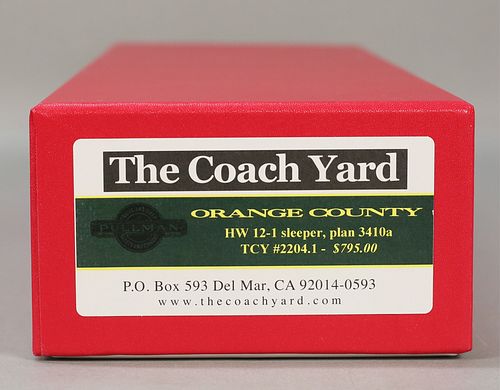 The Coach Yard
PULLMAN
ORANGE COUNTY
HW 12-1 sleeper, plan 3410a
TCY #2204.1 - $795.00
P.O. Box 593 Del Mar, CA 92014-0593
www.thecoachyard.com